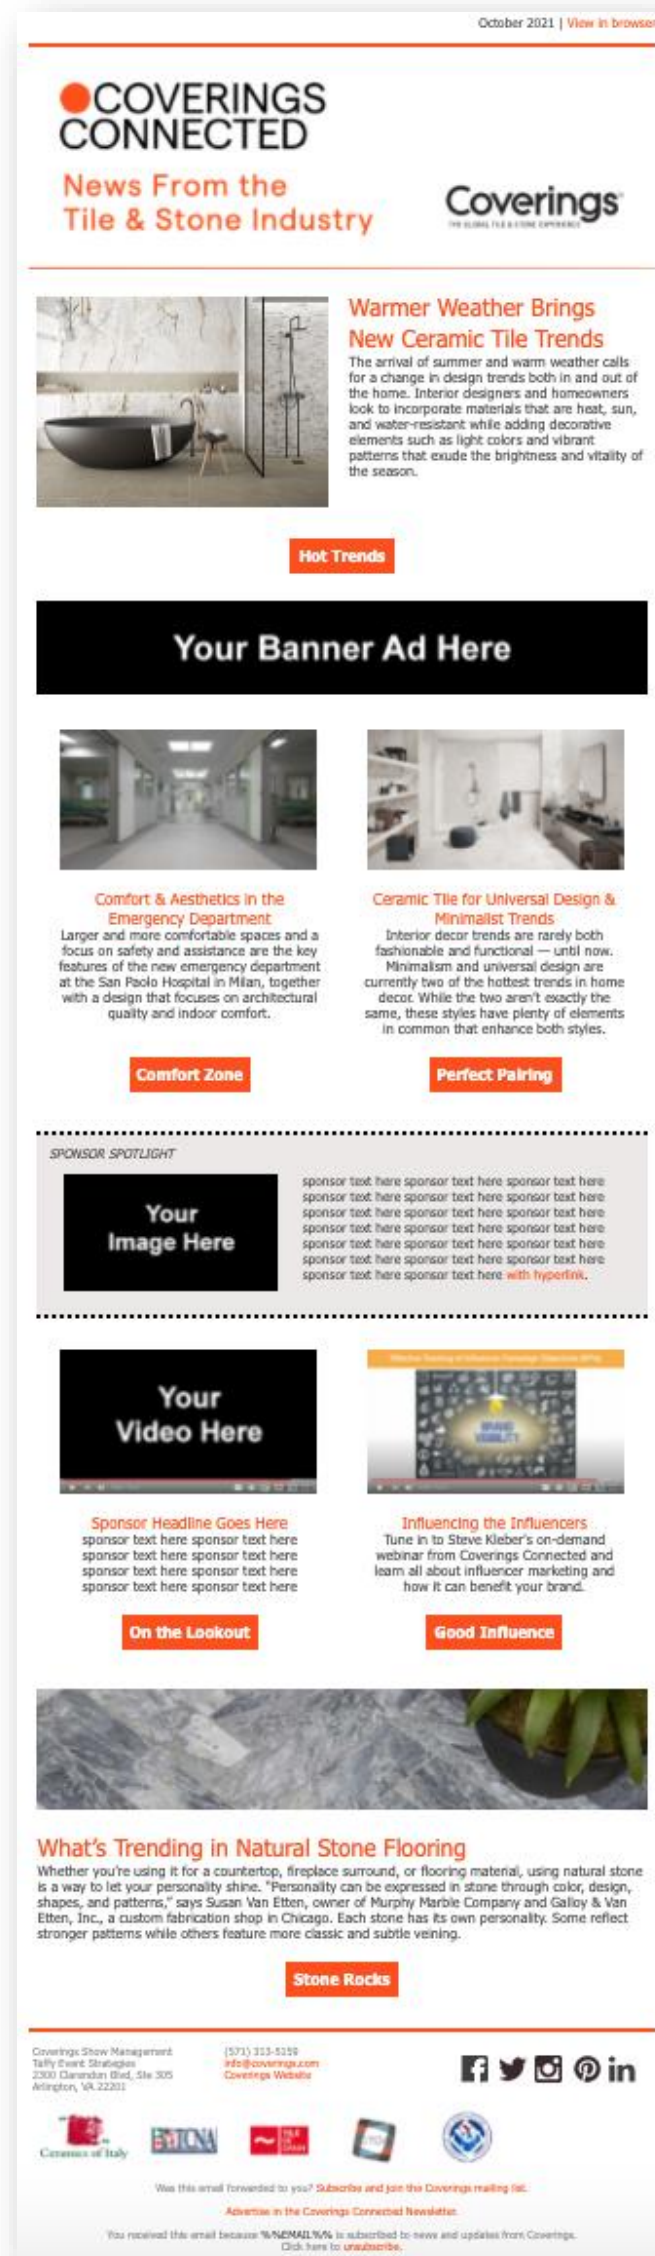 October 2021 | View in browser
COVERINGS
CONNECTED
News From the
Tile & Stone Industry
Coverings
THE GLOBAL TILE & STONE EXPERIENCE
Warmer Weather Brings
New Ceramic Tile Trends
The arrival of summer and warm weather calls
for a change in design trends both in and out of
the home. Interior designers and homeowners
look to incorporate materials that are heat, sun,
and water-resistant while adding decorative
elements such as light colors and vibrant
patterns that exude the brightness and vitality of
the season.
Hot Trends
Your Banner Ad Here
Comfort & Aesthetics in the
Emergency Department
Larger and more comfortable spaces and a
focus on safety and assistance are the key
features of the new emergency department
at the San Paolo Hospital in Milan, together
with a design that focuses on architectural
quality and indoor comfort.
Comfort Zone
Ceramic Tile for Universal Design &
Minimalist Trends
Interior decor trends are rarely both
fashionable and functional — until now.
Minimalism and universal design are
currently two of the hottest trends in home
decor. While the two aren't exactly the
same, these styles have plenty of elements
in common that enhance both styles.
Perfect Pairing
SPONSOR SPOTLIGHT
Your
Image Here
sponsor text here sponsor text here sponsor text here
sponsor text here sponsor text here sponsor text here
sponsor text here sponsor text here sponsor text here
sponsor text here sponsor text here sponsor text here
sponsor text here sponsor text here sponsor text here
sponsor text here sponsor text here sponsor text here
sponsor text here sponsor text here with hyperlink.
Your
Video Here
Sponsor Headline Goes Here
sponsor text here sponsor text here
sponsor text here sponsor text here
sponsor text here sponsor text here
sponsor text here sponsor text here
On the Lookout
BRAND
VISIBILITY
Influencing the Influencers
Tune in to Steve Kleber's on-demand
webinar from Coverings Connected and
learn all about influencer marketing and
how it can benefit your brand.
Good Influence
What's Trending in Natural Stone Flooring
Whether you're using it for a countertop, fireplace surround, or flooring material, using natural stone
is a way to let your personality shine. "Personality can be expressed in stone through color, design,
shapes, and patterns," says Susan Van Etten, owner of Murphy Marble Company and Galloy & Van
Etten, Inc., a custom fabrication shop in Chicago. Each stone has its own personality. Some reflect
stronger patterns while others feature more classic and subtle veining.
Stone Rocks
Coverings Show Management
Taffy Event Strategies
2300 Clarendon Blvd, Ste 305
Arlington, VA 22201
(571) 313-5159
info@coverings.com
Coverings Website
Ceramics of Italy
TCNA
TILE
OF
SPAIN
Was this email forwarded to you? Subscribe and join the Coverings mailing list.
Advertise in the Coverings Connected Newsletter.
You received this email because %%EMAIL%% is subscribed to news and updates from Coverings.
Click here to unsubscribe.